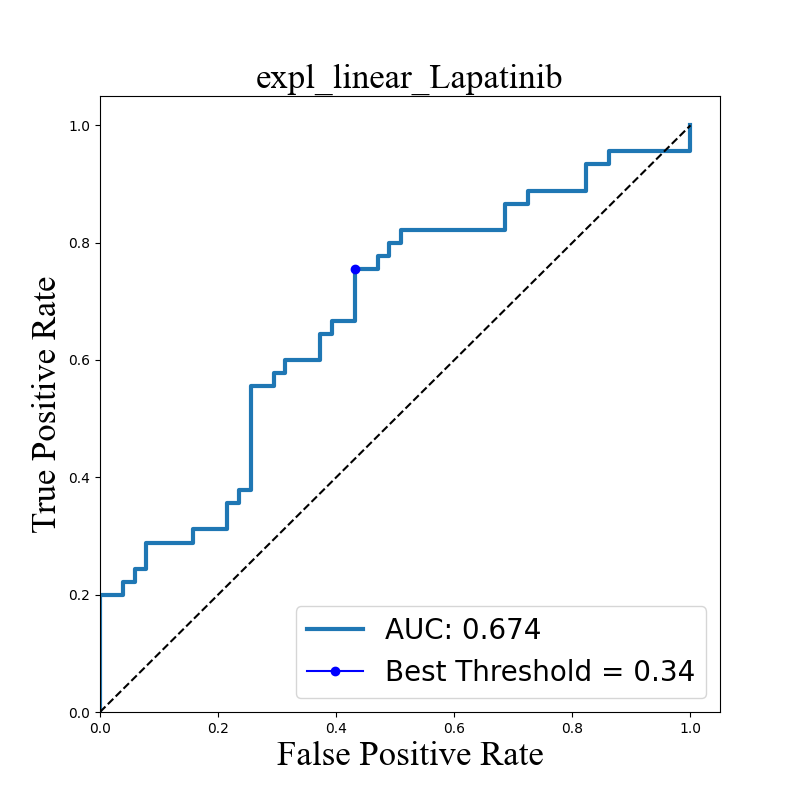 expl_linear_Lapatinib
True Positive Rate
1.0
0.8
0.6
0.4
0.2
0.0
0.0 0.2 0.4 0.6 0.8 1.0
False Positive Rate
AUC: 0.674
Best Threshold = 0.34